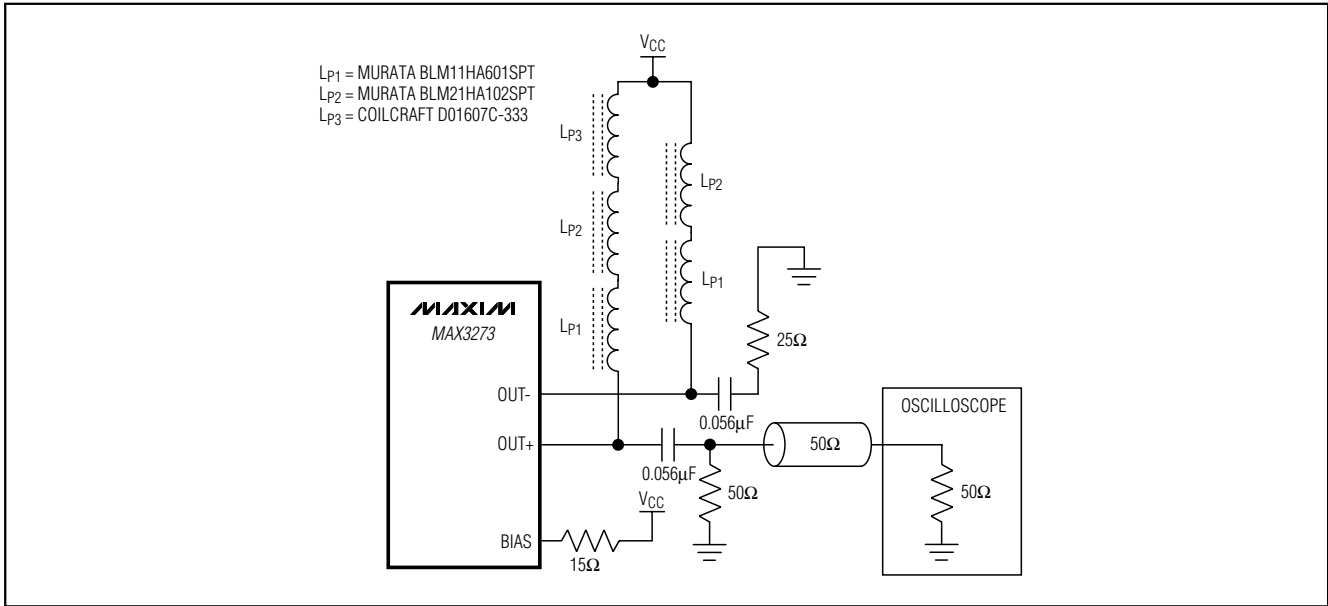 VCC
LP1 = MURATA BLM11HA601SPT
LP2 = MURATA BLM21HA102SPT
LP3 = COILCRAFT D01607C-333
LP3
LP2
LP2
LP1
LP1
MAXIM
MAX3273
25Ω
OUT-
0.056µF
OSCILLOSCOPE
OUT+
50Ω
0.056µF
50Ω
50Ω
VCC
BIAS
15Ω